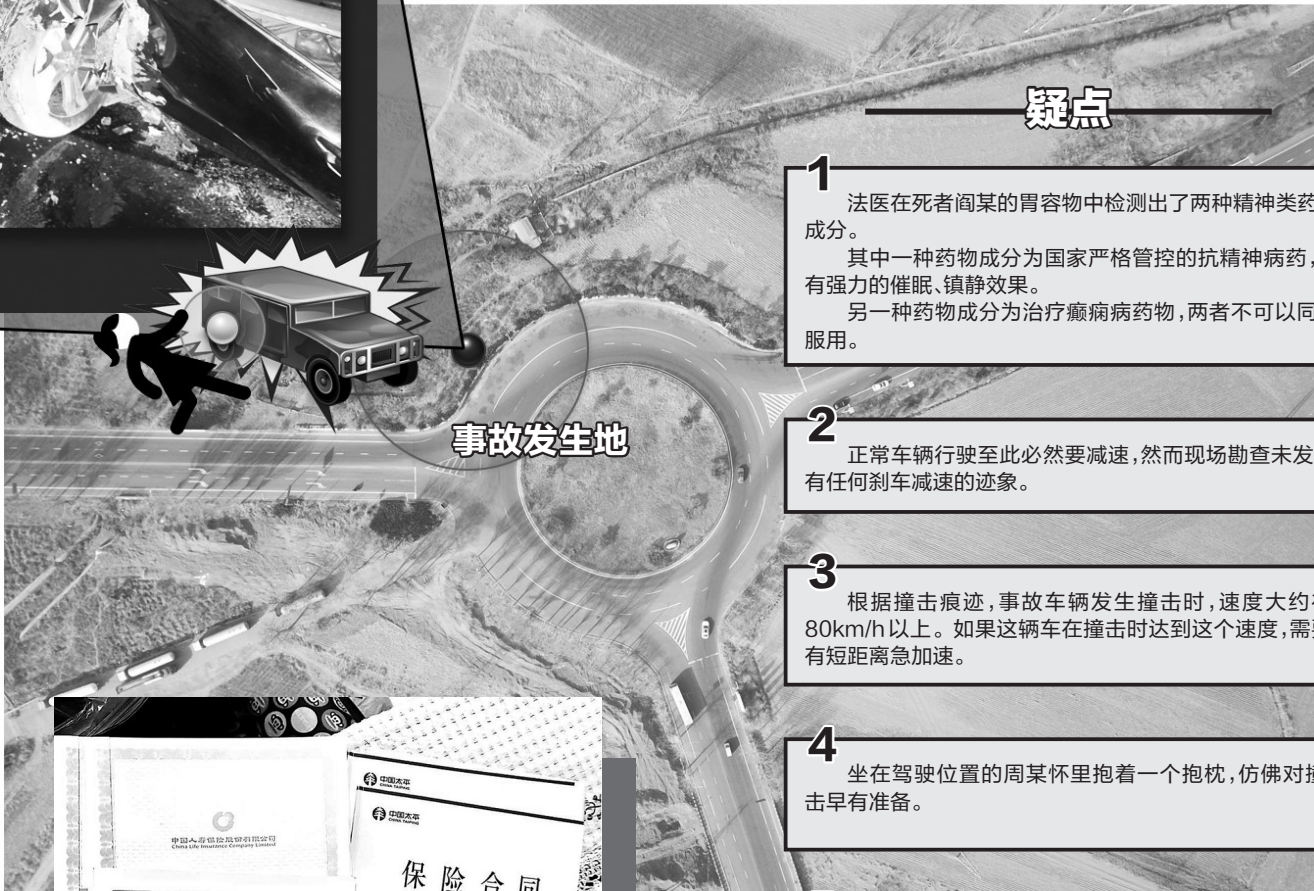 疑点
1
法医在死者阎某的胃容物中检测出了两种精神类药
成分。
其中一种药物成分为国家严格管控的抗精神病药，
有强力的催眠、镇静效果。
另一种药物成分为治疗癫痫病药物，两者不可以同
服用。
事故发生地
2
正常车辆行驶至此必然要减速，然而现场勘查未发
有任何刹车减速的迹象。
3
根据撞击痕迹，事故车辆发生撞击时，速度大约
80km/h以上。如果这辆车在撞击时达到这个速度，需
有短距离急加速。
4
坐在驾驶位置的周某怀里抱着一个抱枕，仿佛对
击早有准备。
中国太平
CHINA TAIPING
中国太平
CHINA TAIPING
中国人寿保险股份有限公司
China Life Insurance Company Limited
保险合同